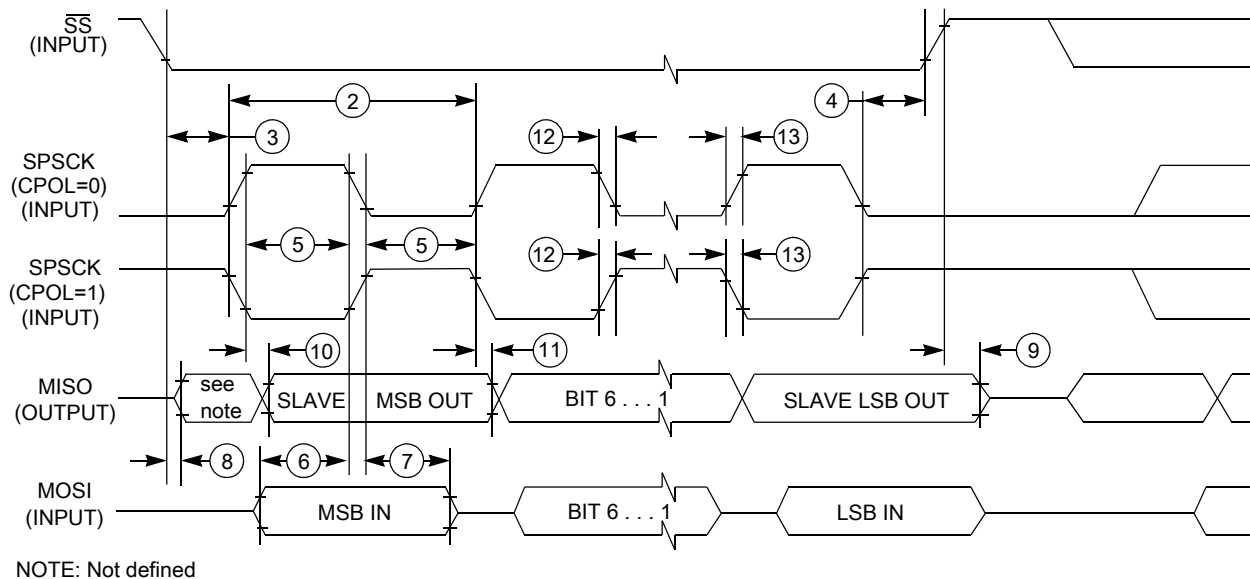 SS
(INPUT)
2
4
3
12
13
SPSCK
(CPOL=0)
(INPUT)
5
5
12
13
SPSCK
(CPOL=1)
(INPUT)
10
11
9
MISO
(OUTPUT)
see
note
SLAVE
MSB OUT
BIT 6 . . . 1
SLAVE LSB OUT
8
6
7
MOSI
(INPUT)
MSB IN
BIT 6 . . . 1
LSB IN
NOTE: Not defined